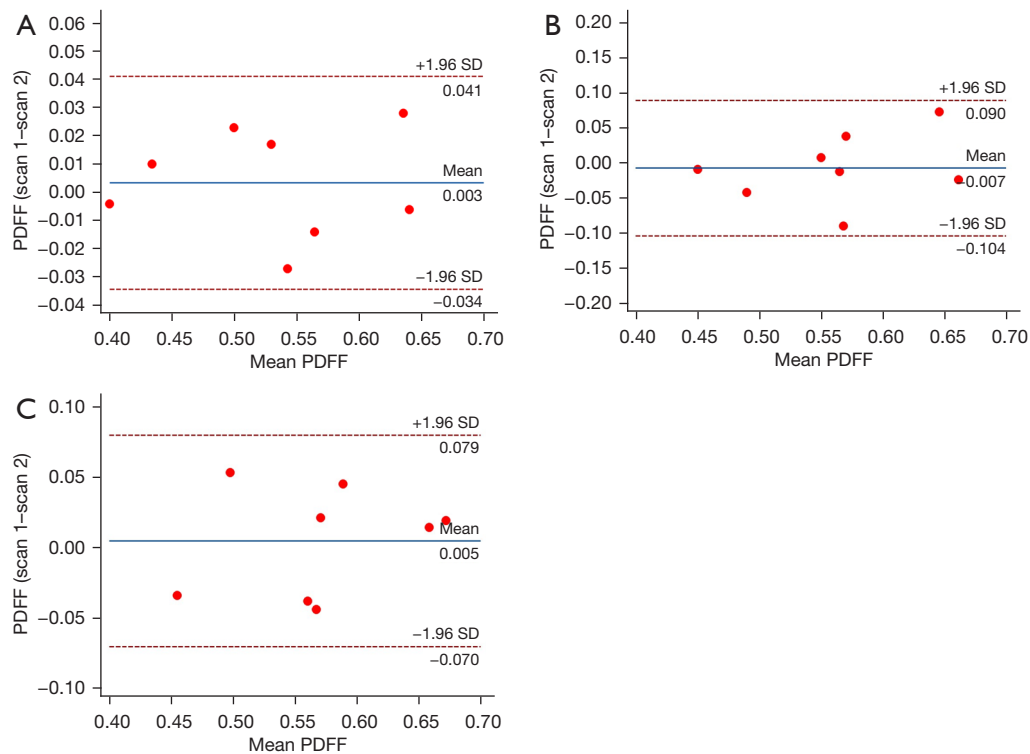 A
PDFF (scan 1–scan 2)
0.06
0.05
0.04
0.03
0.02
0.01
0.00
−0.01
−0.02
−0.03
−0.04
+1.96 SD
0.041
Mean
0.003
−1.96 SD
−0.034
0.40 0.45 0.50 0.55 0.60 0.65 0.70
Mean PDFF
B
PDFF (scan 1–scan 2)
0.20
0.15
0.10
0.05
0.00
−0.05
−0.10
−0.15
−0.20
+1.96 SD
0.090
Mean
−0.007
−1.96 SD
−0.104
0.40 0.45 0.50 0.55 0.60 0.65 0.70
Mean PDFF
C
PDFF (scan 1–scan 2)
0.10
0.05
0.00
−0.05
−0.10
+1.96 SD
0.079
Mean
0.005
−1.96 SD
−0.070
0.40 0.45 0.50 0.55 0.60 0.65 0.70
Mean PDFF